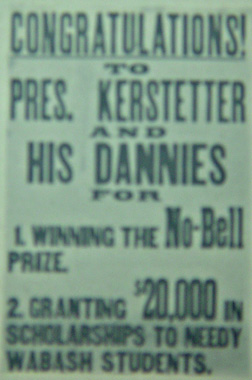 CONGRATULATIONS!
TO
PRES. KERSTETTER
AND
HIS DANNIES
FOR
1. WINNING THE No-Bell
PRIZE.
2. GRANTING $20,000 IN
SCHOLARSHIPS TO NEEDY
WABASH STUDENTS.